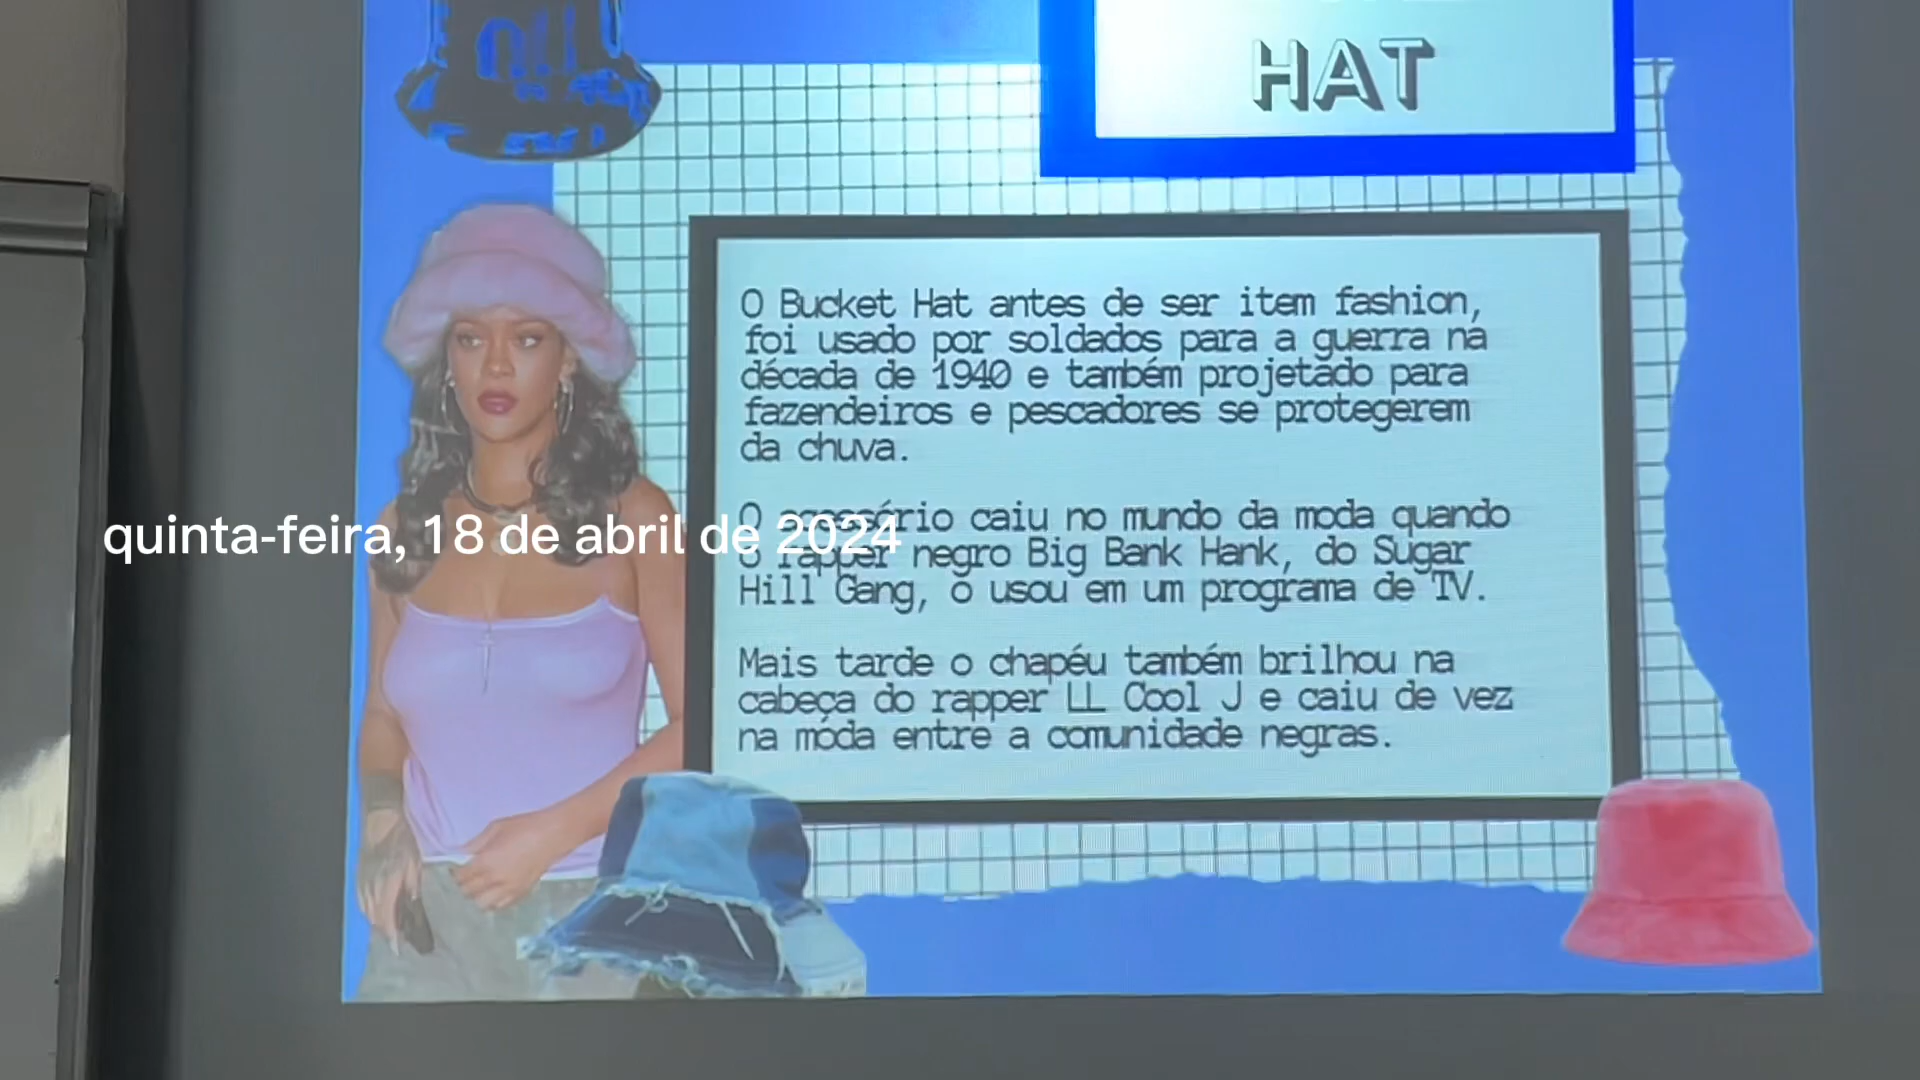 HAT
O Bucket Hat antes de ser item fashion,
foi usado por soldados para a guerra na
década de 1940 e também projetado para
fazendeiros e pescadores se protegerem
da chuva.
O acessório caiu no mundo da moda quando
o rapper negro Big Bank Hank, do Sugar
Hill Gang, o usou em um programa de TV.
Mais tarde o chapéu também brilhou na
cabeça do rapper LL Cool J e caiu de vez
na moda entre a comunidade negras.
quinta-feira, 18 de abril de 2024